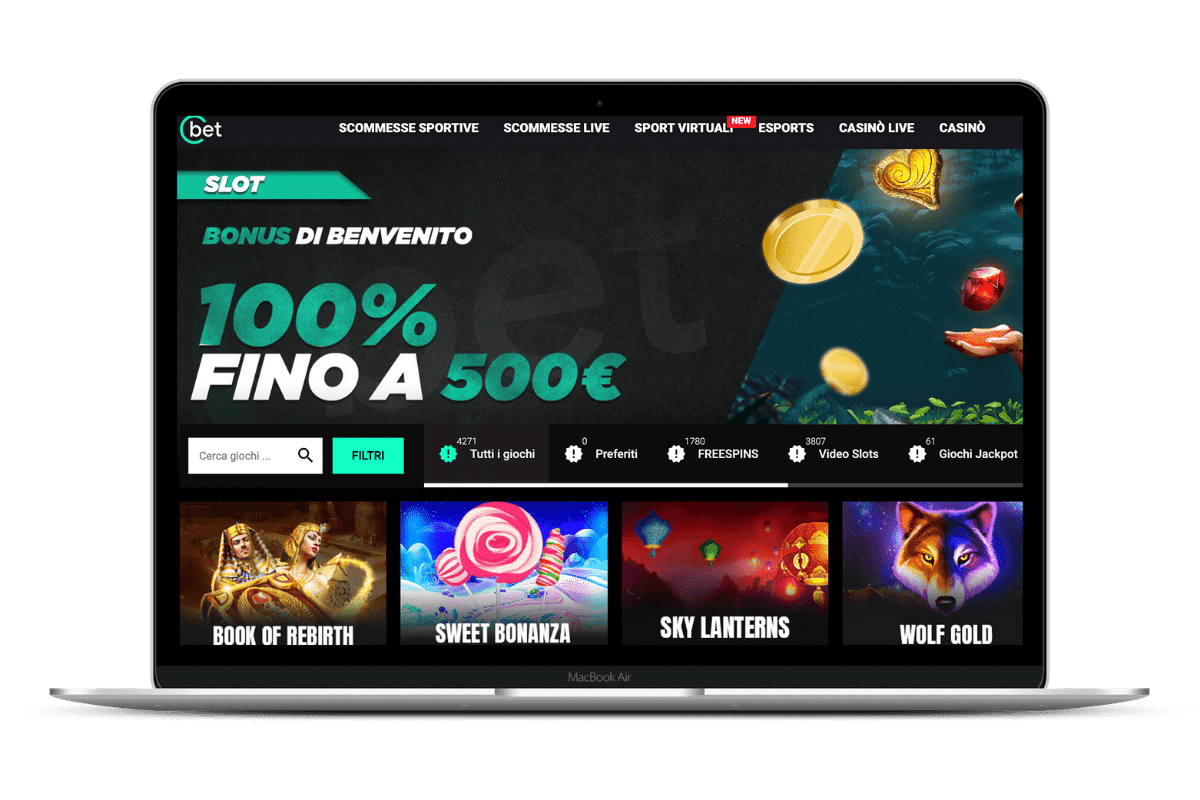 Cbet
SCOMMESSE SPORTIVE SCOMMESSE LIVE SPORT VIRTUALI NEW ESPORTS CASINÒ LIVE CASINÒ
SLOT
BONUS DI BENVENITO
100%
FINO A 500€
Cerca giochi ...
FILTRI
4271
Tutti i giochi
0
Preferiti
1780
FREESPINS
3807
Video Slots
61
Giochi Jackpot
BOOK OF REBIRTH
SWEET BONANZA
SKY LANTERNS
WOLF GOLD
MacBook Air